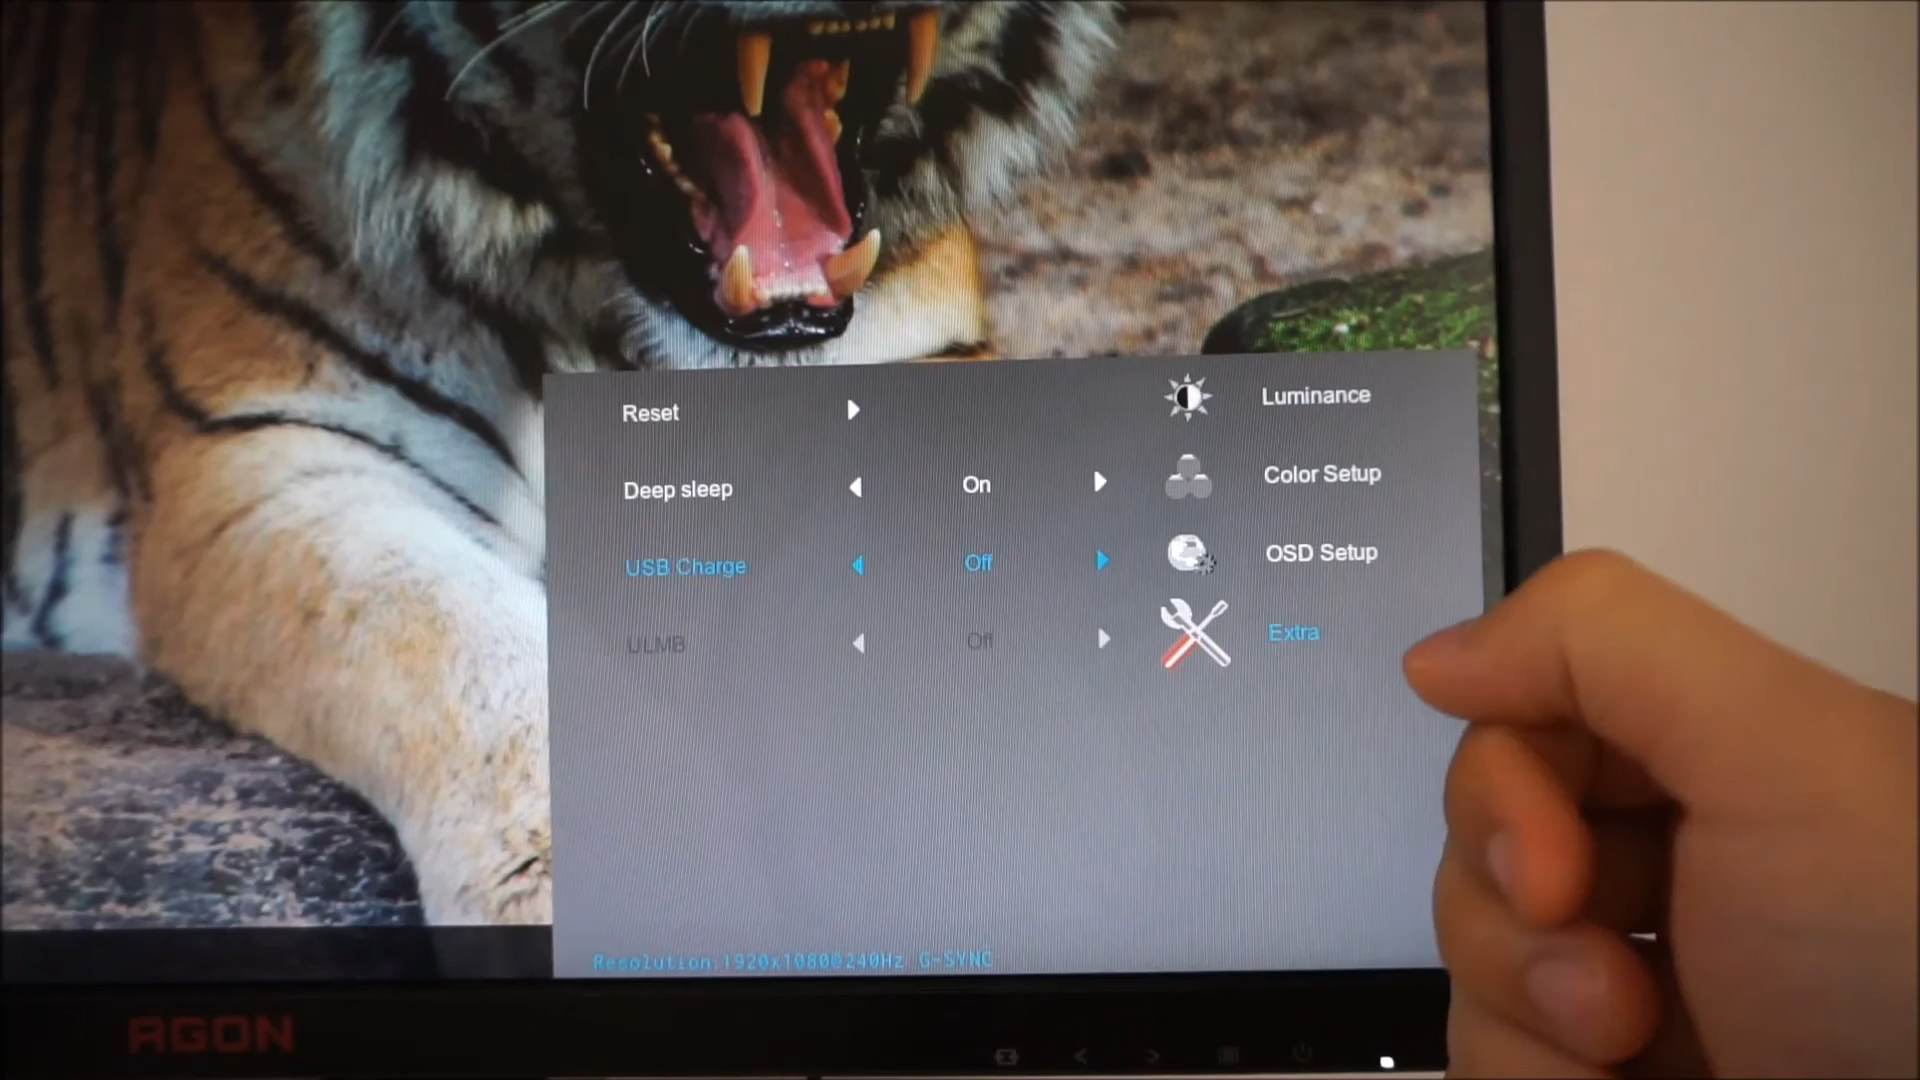 Reset
Deep sleep On
USB Charge Off
ULMB Off
Luminance
Color Setup
OSD Setup
Extra
Resolution:1920x1080@240Hz G-SYNC
AGON